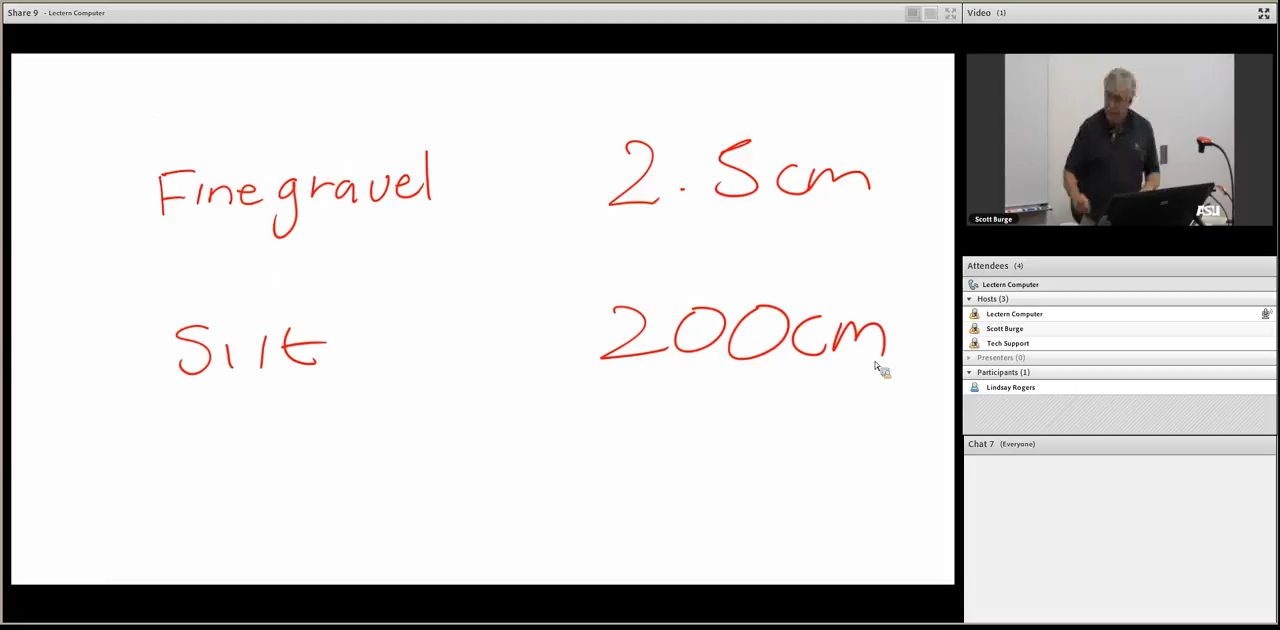 Share 9 - Lectern Computer
Video (1)
Fine gravel 2.5cm
Silt 200cm
ASU
Scott Burge
Attendees (4)
Lectern Computer
Hosts (3)
Lectern Computer
Scott Burge
Tech Support
Presenters (0)
Participants (1)
Lindsay Rogers
Chat 7 (Everyone)